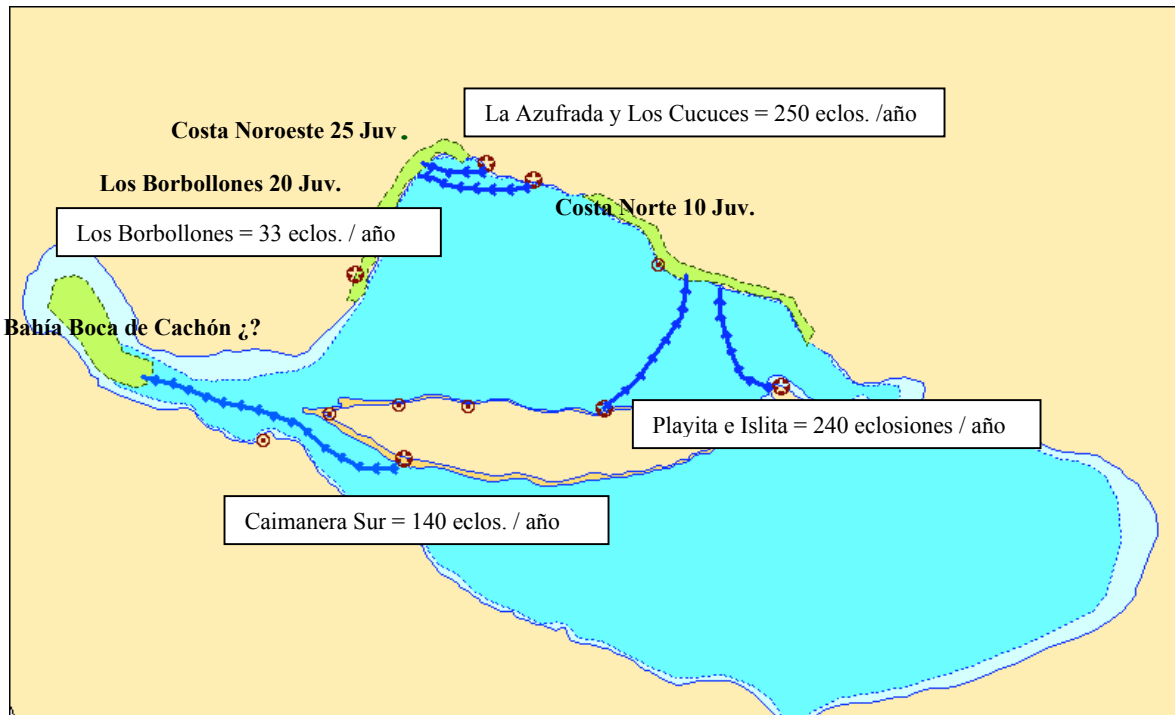 La Azufrada y Los Cucuces = 250 eclos. /año
Costa Noroeste 25 Juv.
Los Borbollones 20 Juv.
Costa Norte 10 Juv.
Los Borbollones = 33 eclos. / año
Bahía Boca de Cachón ¿?
Playita e Islita = 240 eclosiones / año
Caimanera Sur = 140 eclos. / año